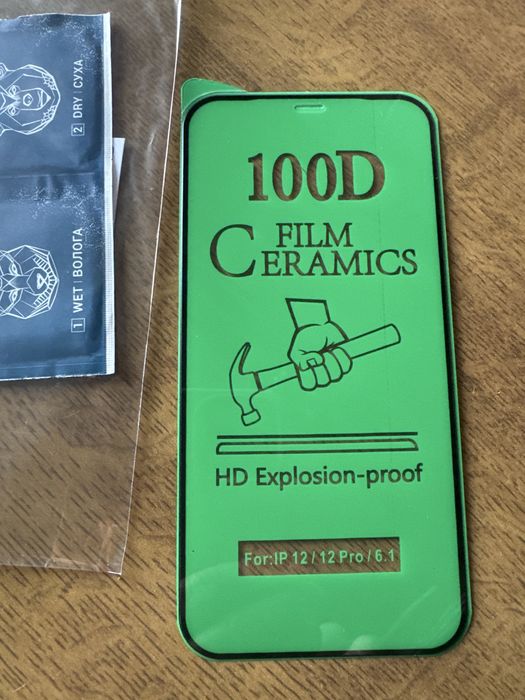 2 DRY | СУХА
1 WET | ВОЛОГА
100D
FILM
CERAMICS
HD Explosion-proof
For:IP 12 / 12 Pro / 6.1